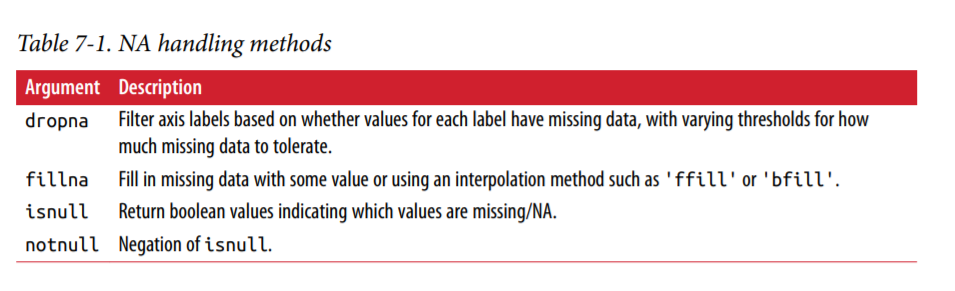 Table 7-1. NA handling methods
Argument Description
dropna Filter axis labels based on whether values for each label have missing data, with varying thresholds for how
much missing data to tolerate.
fillna Fill in missing data with some value or using an interpolation method such as 'ffill' or 'bfill'.
isnull Return boolean values indicating which values are missing/NA.
notnull Negation of isnull.